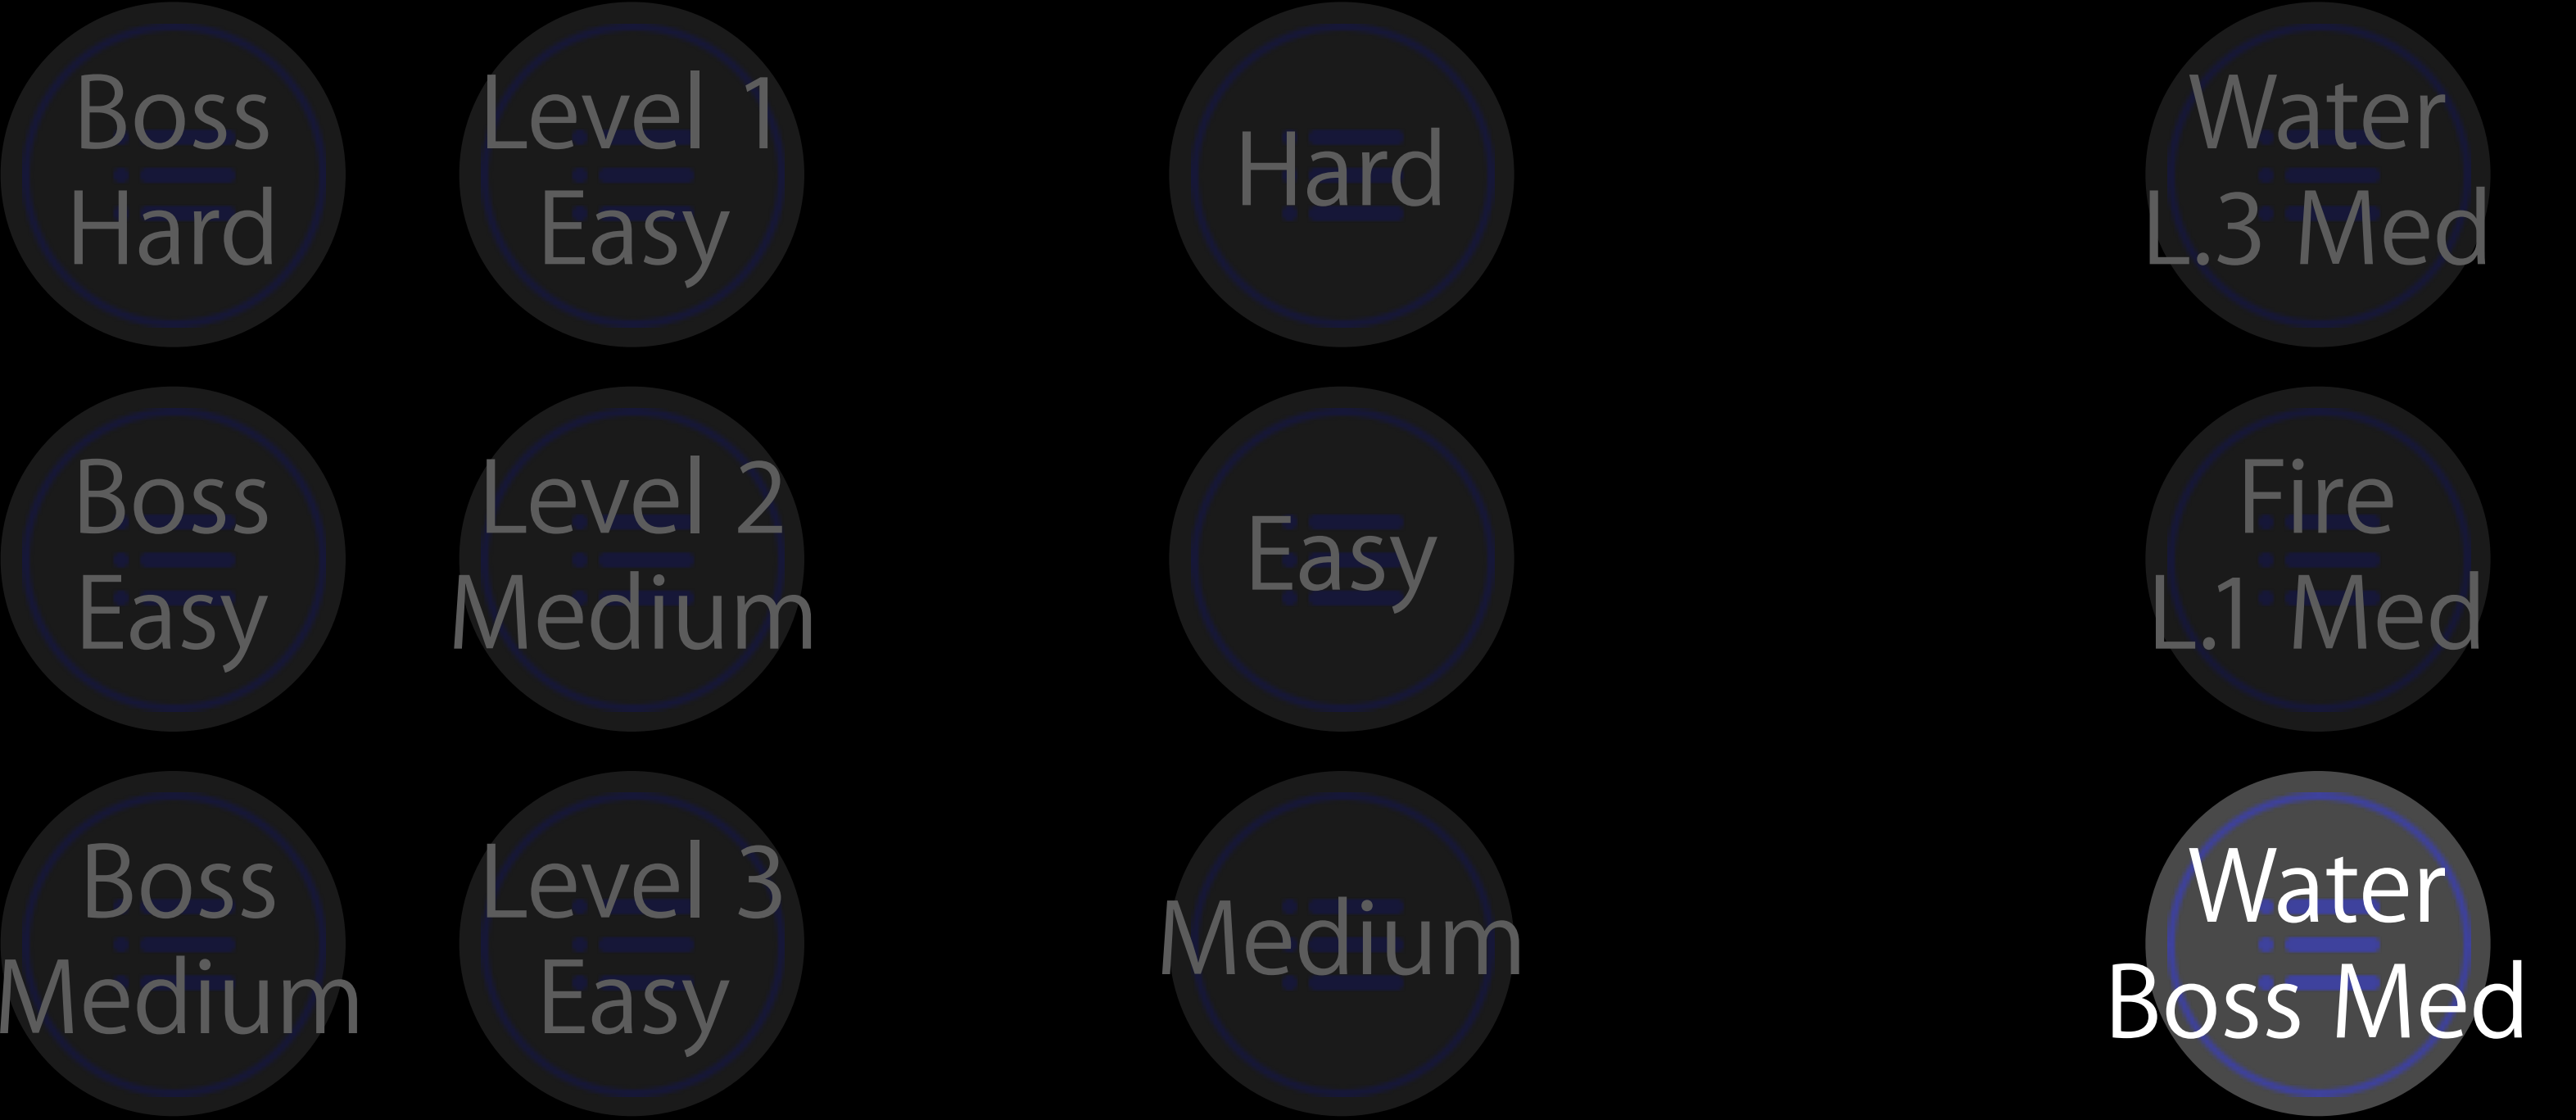 Boss
Hard
Level 1
Easy
Hard
Water
L.3 Med
Boss
Easy
Level 2
Medium
Easy
Fire
L.1 Med
Boss
Medium
Level 3
Easy
Medium
Water
Boss Med